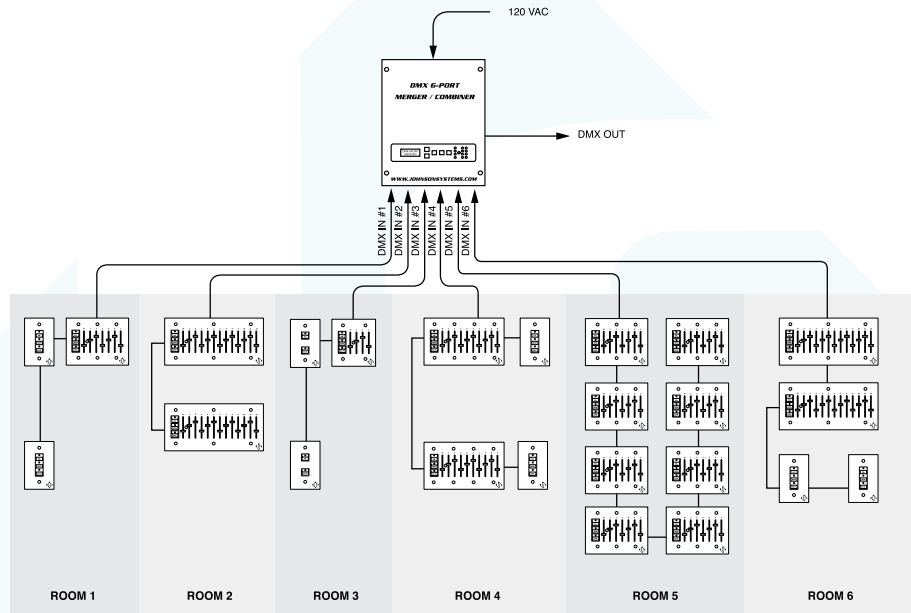 120 VAC
DMX 6-PORT
MERGER / COMBINER
DMX OUT
WWW.JOHNSONSYSTEMS.COM
DMX IN #1
DMX IN #2
DMX IN #3
DMX IN #4
DMX IN #5
DMX IN #6
ROOM 1
ROOM 2
ROOM 3
ROOM 4
ROOM 5
ROOM 6